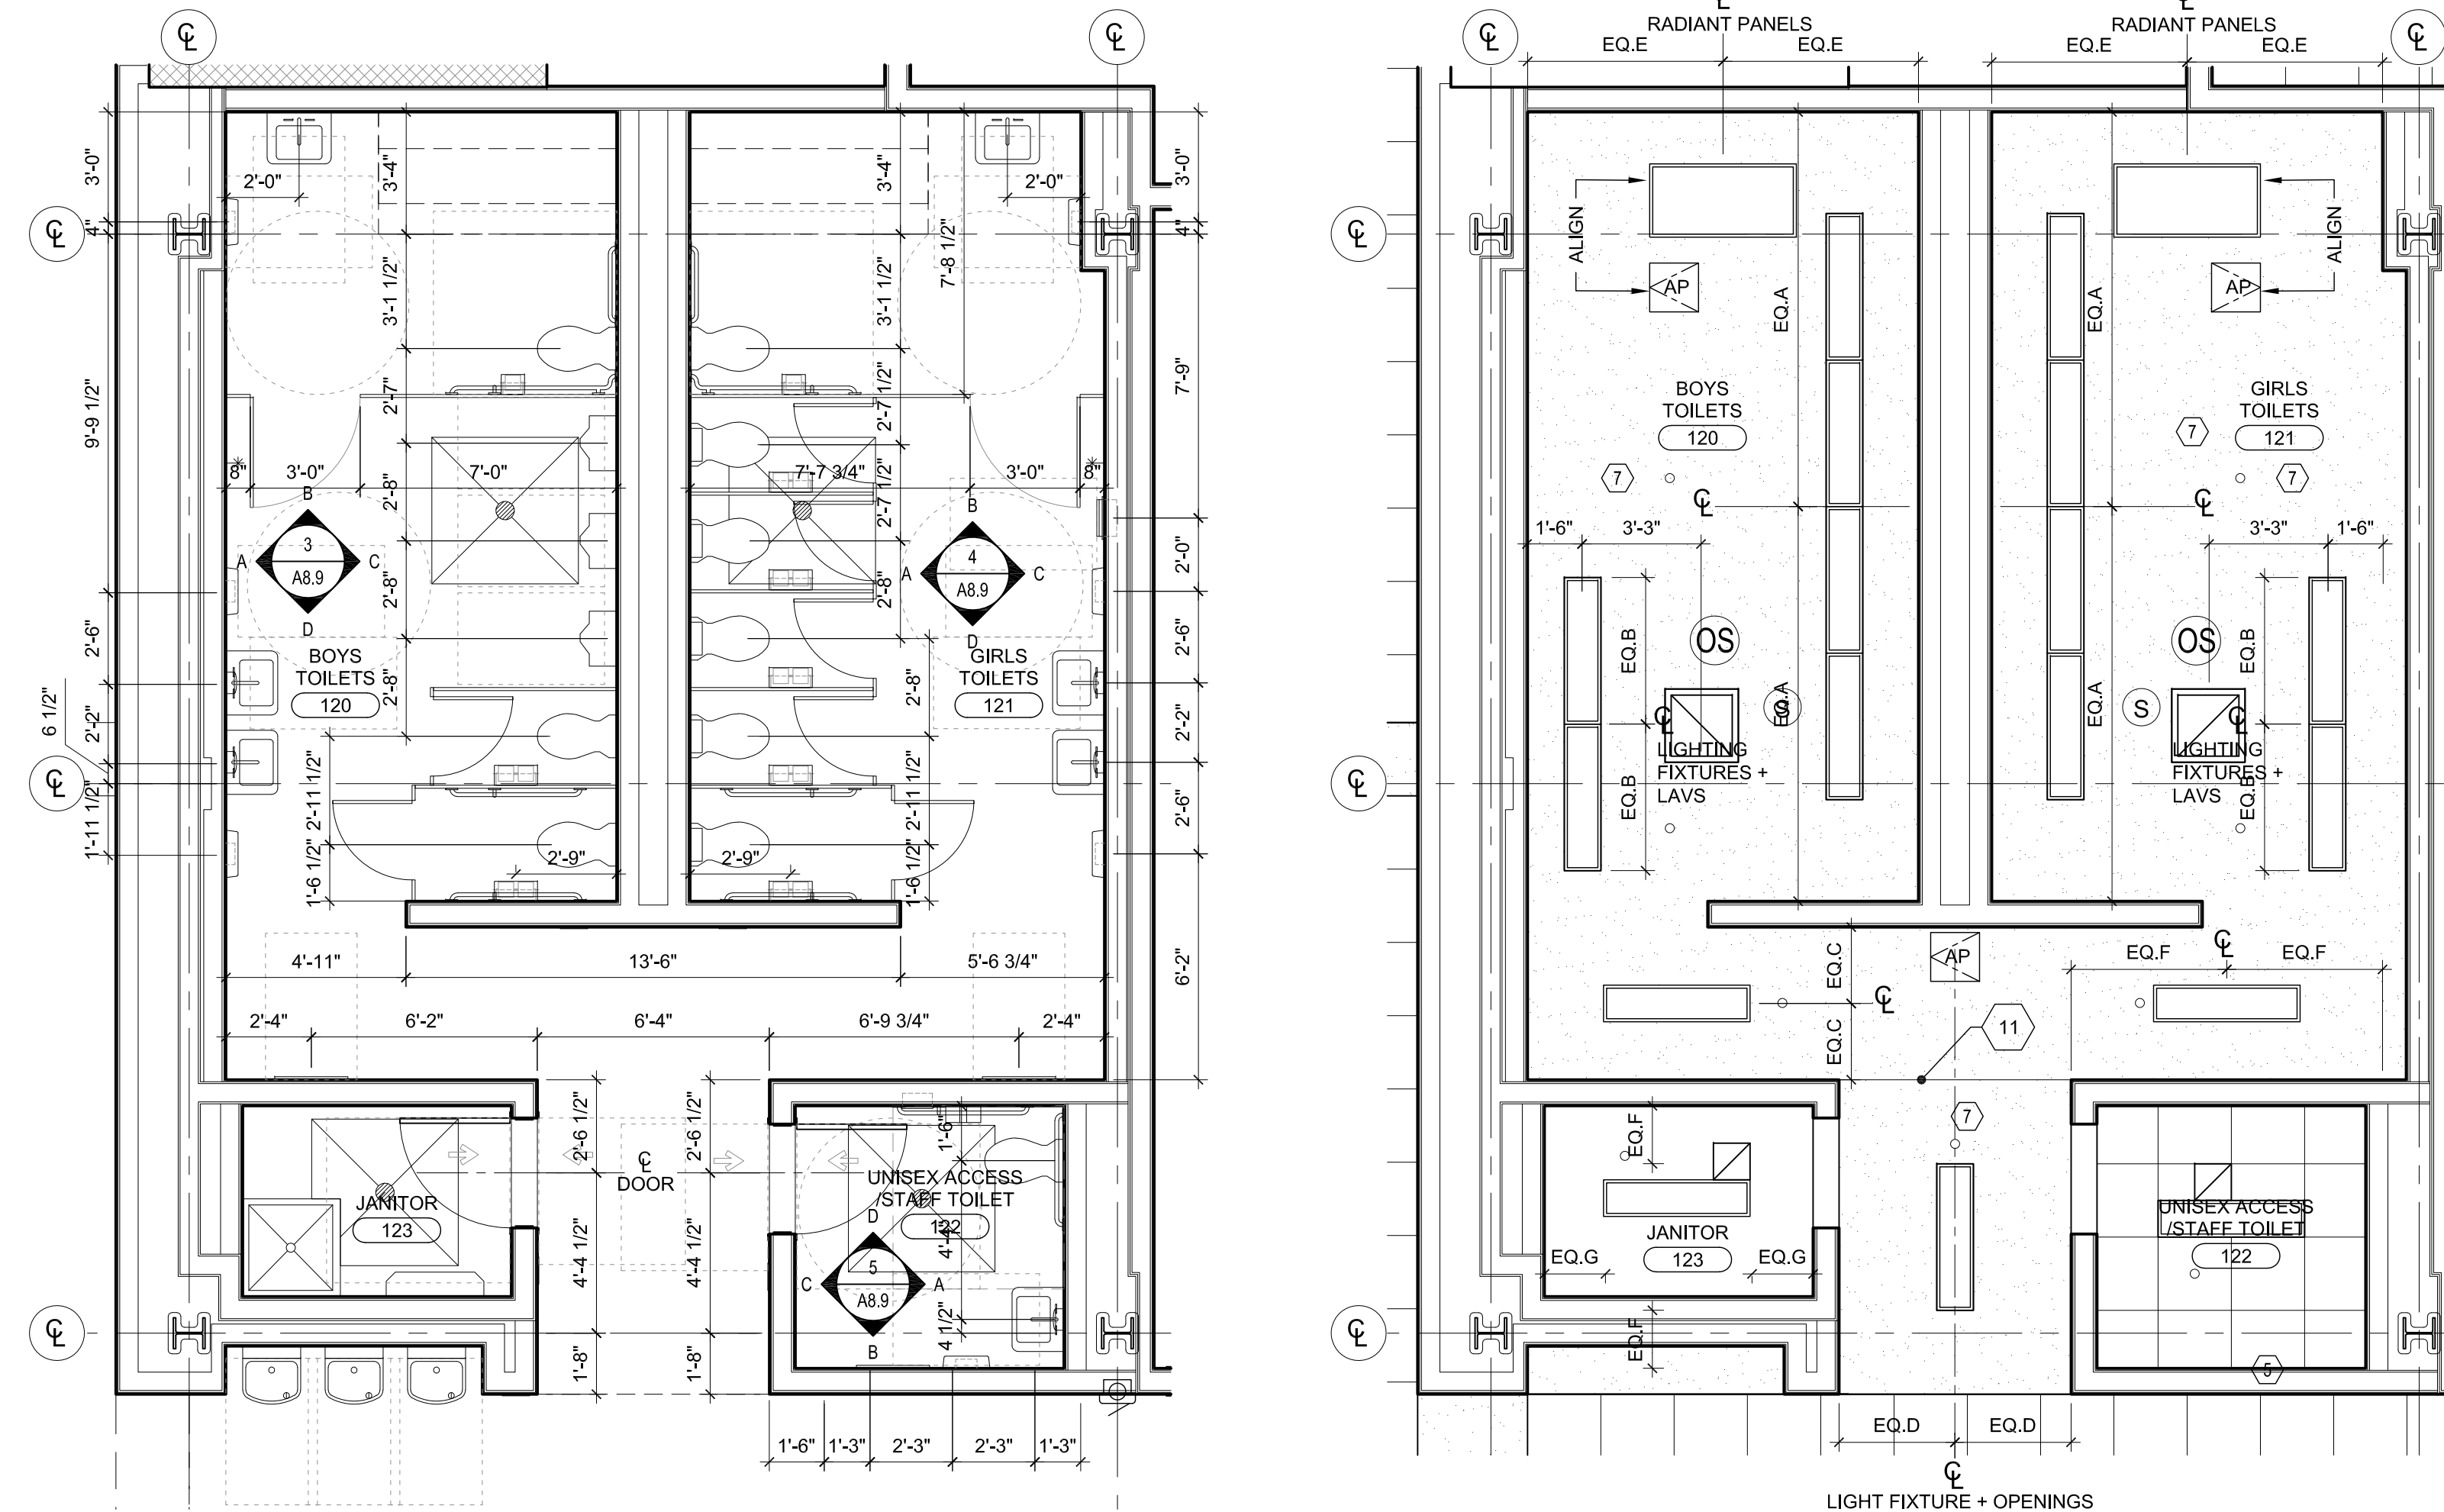 ℄
℄
3'-0"
4"
9'-9 1/2"
2'-6"
6 1/2"
2'-2"
1'-11 1/2"
℄
℄
℄
2'-0"
3'-4"
3'-4"
2'-0"
3'-1 1/2"
3'-1 1/2"
7'-8 1/2"
2'-7"
2'-7 1/2"
8"
3'-0"
7'-0"
7'-7 3/4"
3'-0"
8"
2'-8"
2'-7 1/2"
B
3
A
C
A8.9
D
B
4
A
C
A8.9
D
2'-8"
2'-8"
BOYS
TOILETS
120
GIRLS
TOILETS
121
2'-8"
2'-8"
2'-11 1/2"
2'-11 1/2"
2'-9"
2'-9"
1'-6 1/2"
1'-6 1/2"
3'-0"
4"
7'-9"
2'-0"
2'-6"
2'-2"
2'-6"
6'-2"
4'-11"
13'-6"
5'-6 3/4"
2'-4"
6'-2"
6'-4"
6'-9 3/4"
2'-4"
2'-6 1/2"
2'-6 1/2"
℄
DOOR
4'-4 1/2"
4'-4 1/2"
1'-8"
1'-8"
JANITOR
123
1'-6"
UNISEX ACCESS
/STAFF TOILET
122
4'-4"
4 1/2"
D
5
C
A
A8.9
B
1'-6"
1'-3"
2'-3"
2'-3"
1'-3"
℄
RADIANT PANELS
℄
RADIANT PANELS
℄
℄
EQ.E
EQ.E
EQ.E
EQ.E
℄
℄
℄
ALIGN
ALIGN
AP
AP
EQ.A
EQ.A
BOYS
TOILETS
120
GIRLS
TOILETS
121
7
7
7
℄
℄
1'-6"
3'-3"
3'-3"
1'-6"
EQ.B
EQ.B
OS
OS
EQ.A
EQ.A
S
S
℄
LIGHTING
FIXTURES +
LAVS
℄
LIGHTING
FIXTURES +
LAVS
EQ.B
EQ.B
AP
EQ.C
EQ.C
℄
EQ.F
EQ.F
℄
11
7
EQ.F
JANITOR
123
EQ.G
EQ.G
EQ.F
UNISEX ACCESS
/STAFF TOILET
122
5
EQ.D
EQ.D
℄
LIGHT FIXTURE + OPENINGS